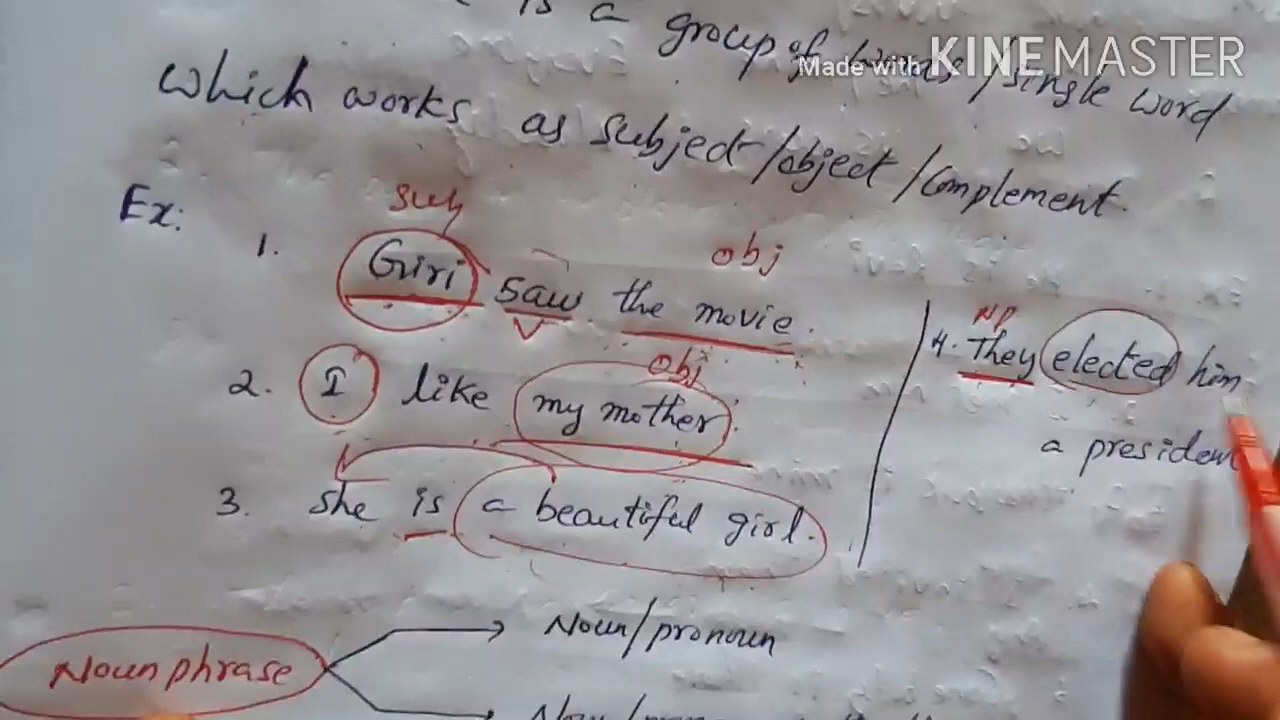 is a group of words/single word
Made with KINEMASTER
which works as subject/object/complement.
Ex:
sub
obj
1. Giri saw the movie.
V
obj
2. I like my mother.
3. she is a beautiful girl.
NP
4. They elected him
a president
Noun phrase
Noun/pronoun